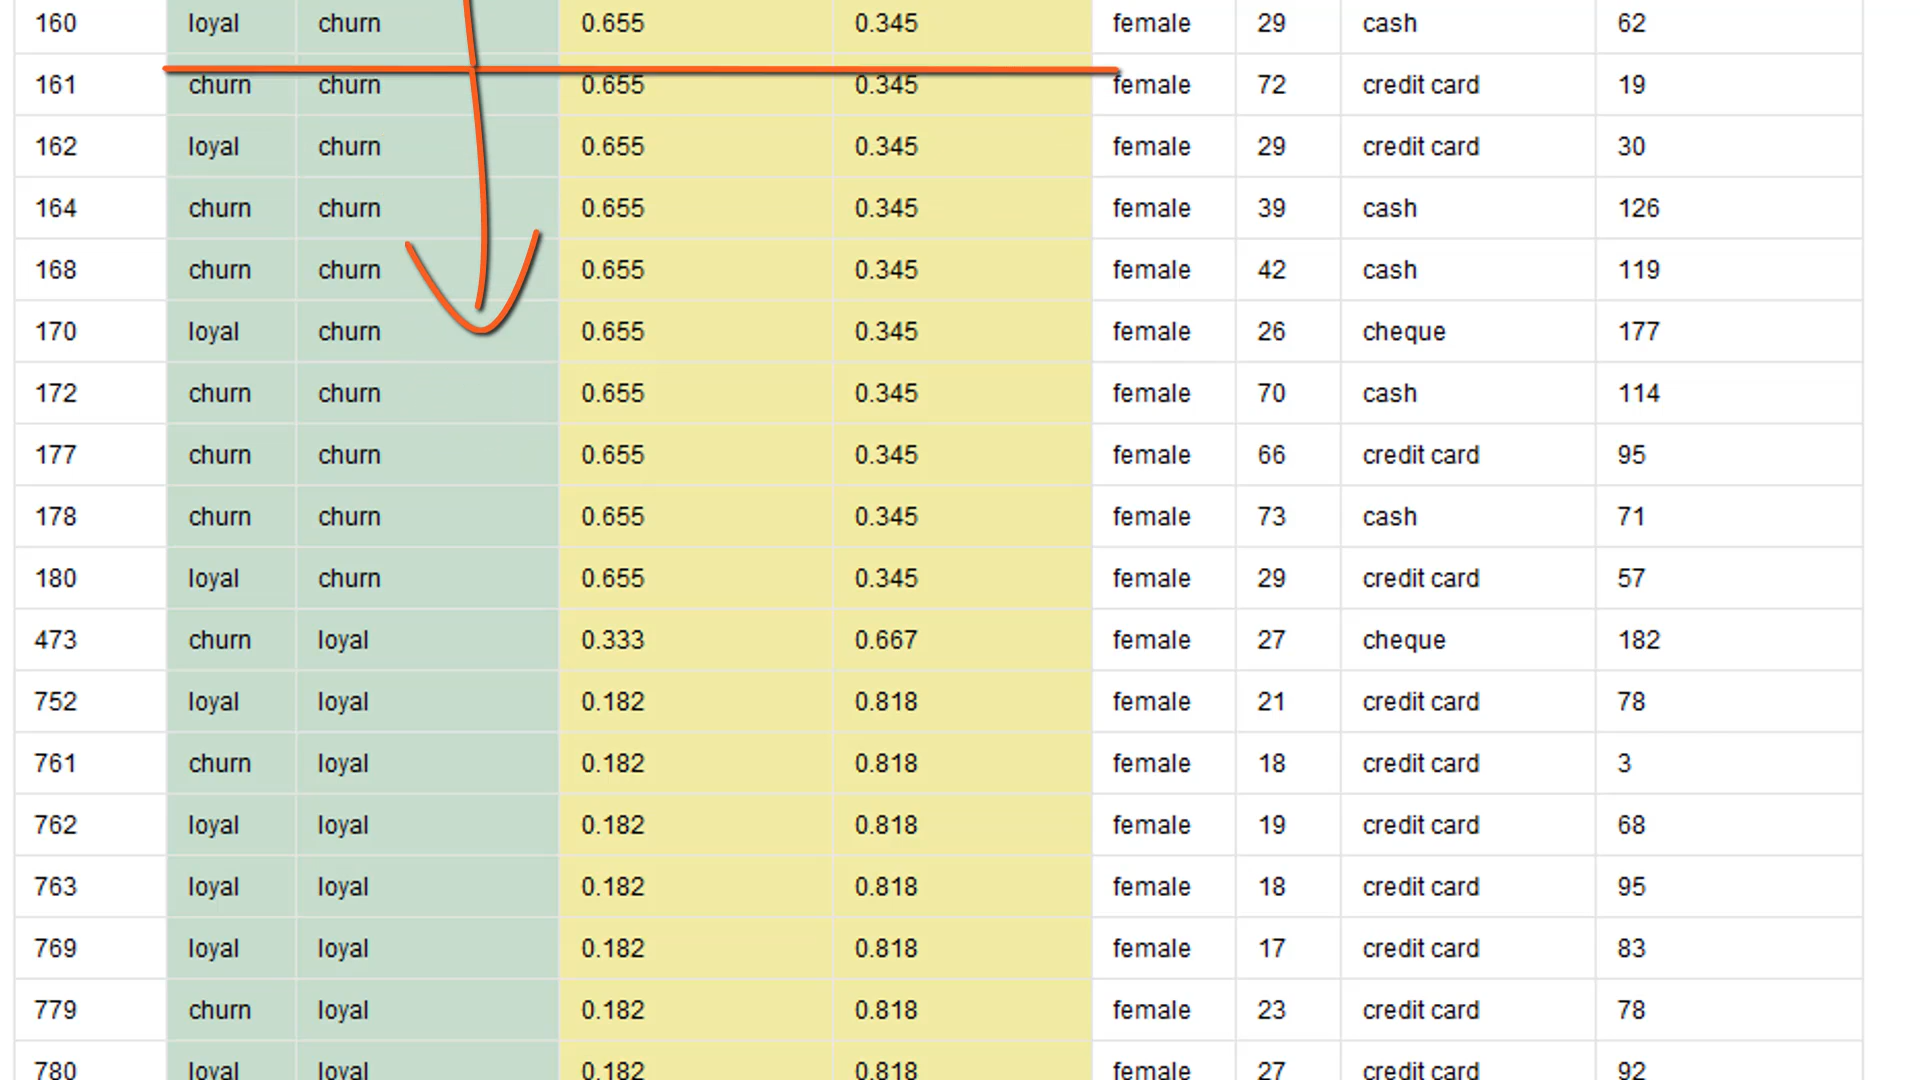 160 loyal churn 0.655 0.345 female 29 cash 62
161 churn churn 0.655 0.345 female 72 credit card 19
162 loyal churn 0.655 0.345 female 29 credit card 30
164 churn churn 0.655 0.345 female 39 cash 126
168 churn churn 0.655 0.345 female 42 cash 119
170 loyal churn 0.655 0.345 female 26 cheque 177
172 churn churn 0.655 0.345 female 70 cash 114
177 churn churn 0.655 0.345 female 66 credit card 95
178 churn churn 0.655 0.345 female 73 cash 71
180 loyal churn 0.655 0.345 female 29 credit card 57
473 churn loyal 0.333 0.667 female 27 cheque 182
752 loyal loyal 0.182 0.818 female 21 credit card 78
761 churn loyal 0.182 0.818 female 18 credit card 3
762 loyal loyal 0.182 0.818 female 19 credit card 68
763 loyal loyal 0.182 0.818 female 18 credit card 95
769 loyal loyal 0.182 0.818 female 17 credit card 83
779 churn loyal 0.182 0.818 female 23 credit card 78
780 loyal loyal 0.182 0.818 female 27 credit card 92